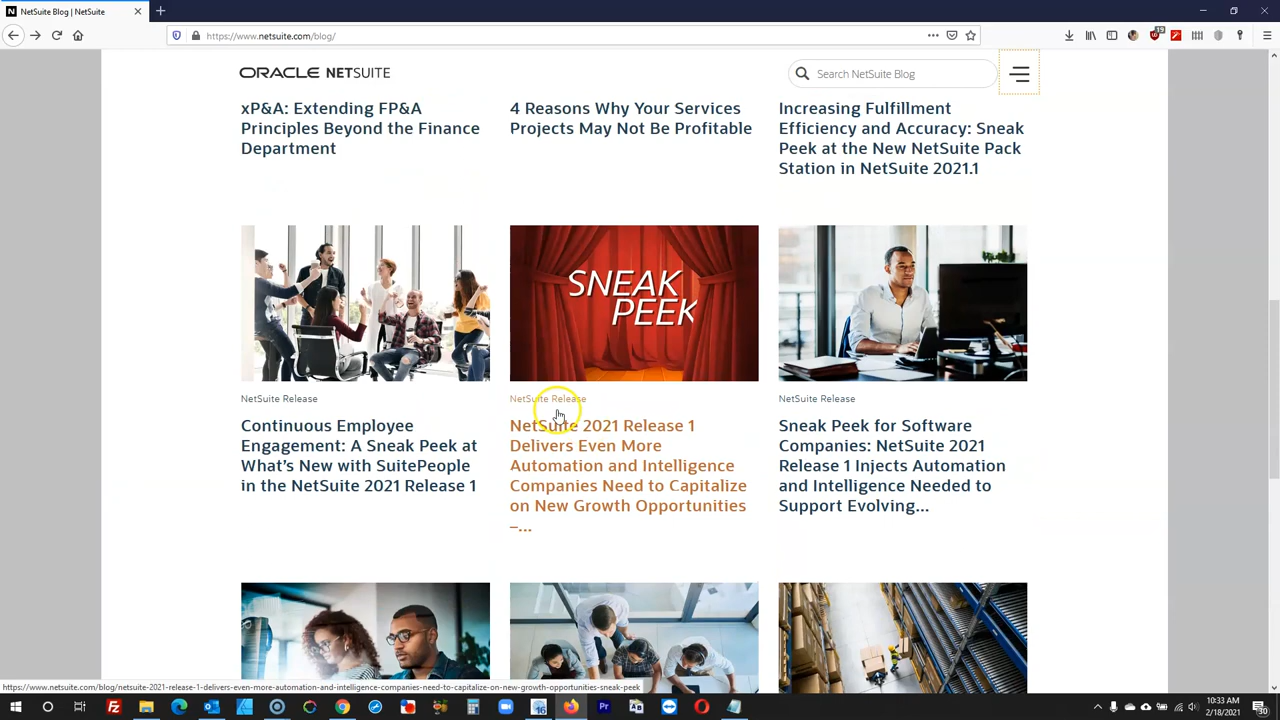 NetSuite Blog | NetSuite
https://www.netsuite.com/blog/
19
ORACLE NETSUITE
Search NetSuite Blog
xP&A: Extending FP&A
Principles Beyond the Finance
Department
4 Reasons Why Your Services
Projects May Not Be Profitable
Increasing Fulfillment
Efficiency and Accuracy: Sneak
Peek at the New NetSuite Pack
Station in NetSuite 2021.1
SNEAK
PEEK
NetSuite Release
Continuous Employee
Engagement: A Sneak Peek at
What's New with SuitePeople
in the NetSuite 2021 Release 1
NetSuite Release
NetSuite 2021 Release 1
Delivers Even More
Automation and Intelligence
Companies Need to Capitalize
on New Growth Opportunities
–...
NetSuite Release
Sneak Peek for Software
Companies: NetSuite 2021
Release 1 Injects Automation
and Intelligence Needed to
Support Evolving...
https://www.netsuite.com/blog/netsuite-2021-release-1-delivers-even-more-automation-and-intelligence-companies-need-to-capitalize-on-new-growth-opportunities-sneak-peek
10:33 AM
2/18/2021
30